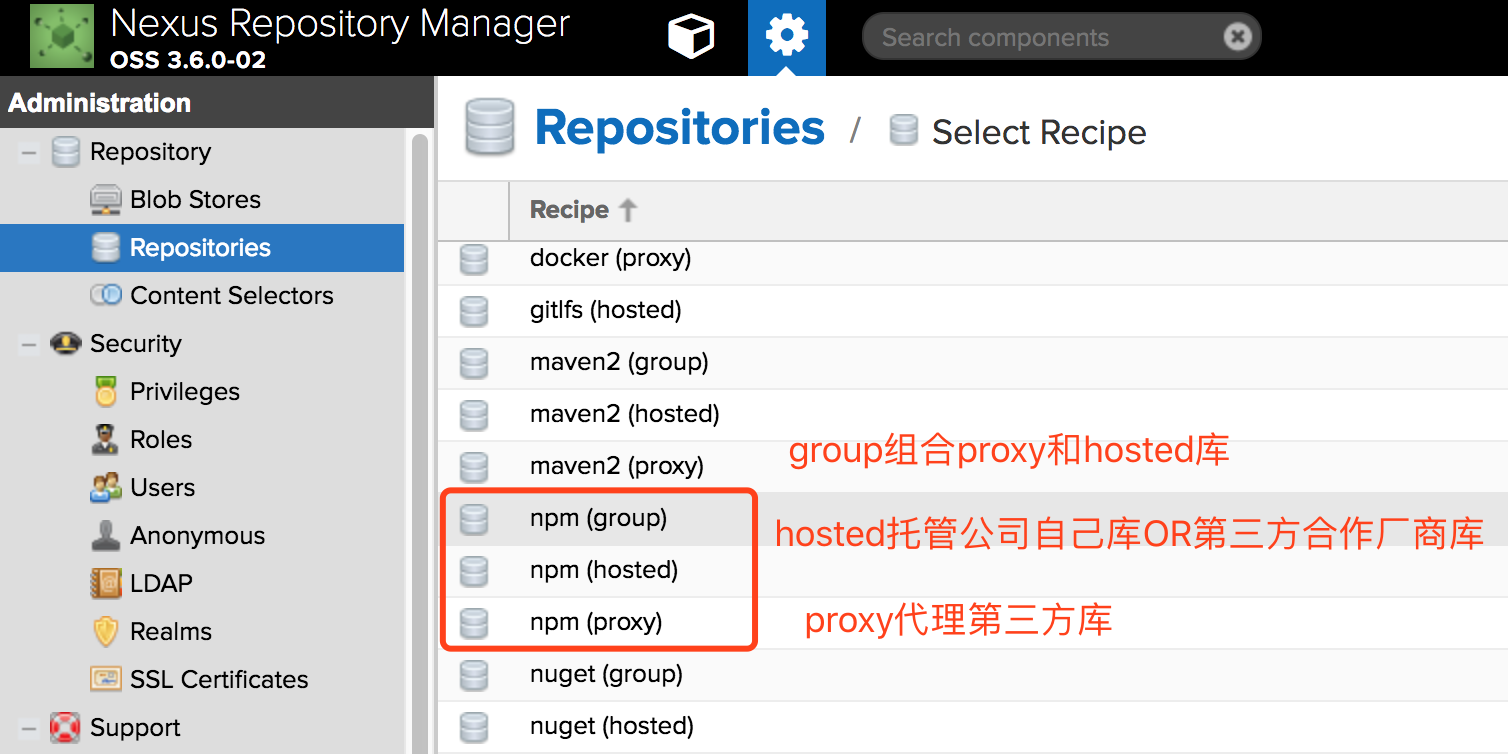 Nexus Repository Manager
OSS 3.6.0-02
Search components
Administration
Repository
Blob Stores
Repositories
Content Selectors
Security
Privileges
Roles
Users
Anonymous
LDAP
Realms
SSL Certificates
Support
Repositories / Select Recipe
Recipe
docker (proxy)
gitlfs (hosted)
maven2 (group)
maven2 (hosted)
maven2 (proxy)
group组合proxy和hosted库
npm (group)
hosted托管公司自己库OR第三方合作厂商库
npm (hosted)
npm (proxy)
proxy代理第三方库
nuget (group)
nuget (hosted)